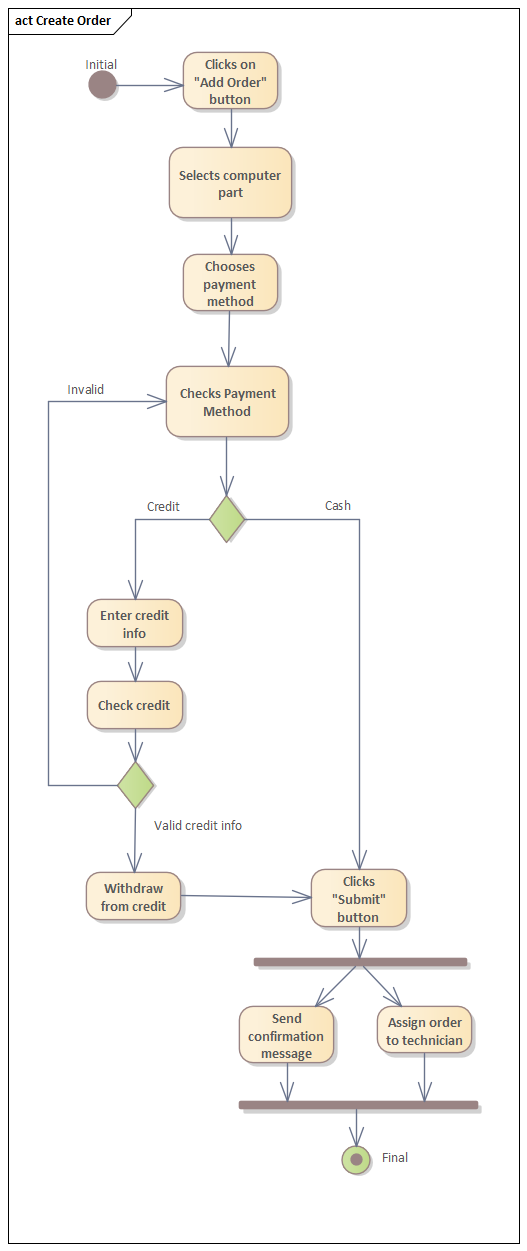 act Create Order
Initial
Clicks on
"Add Order"
button
Selects computer
part
Chooses
payment
method
Invalid
Checks Payment
Method
Credit
Cash
Enter credit
info
Check credit
Valid credit info
Withdraw
from credit
Clicks
"Submit"
button
Send
confirmation
message
Assign order
to technician
Final